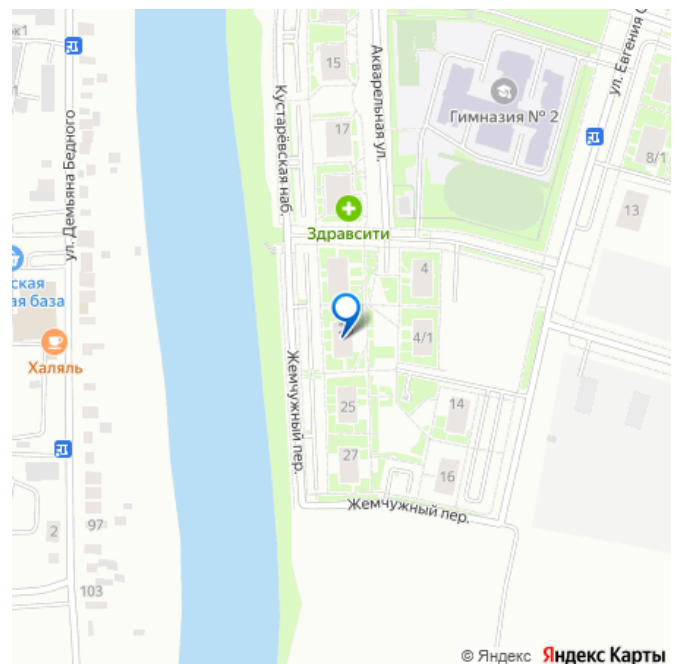 ок1
ул. Демьяна Бедного
15
17
Кустарёвская наб.
Акварельная ул.
Гимназия № 2
ул. Евгения С
8/1
13
Здравсити
4
4/1
ская
ая база
Халяль
Жемчужный пер.
25
27
14
16
Жемчужный пер.
2
97
103
© Яндекс Яндекс Карты